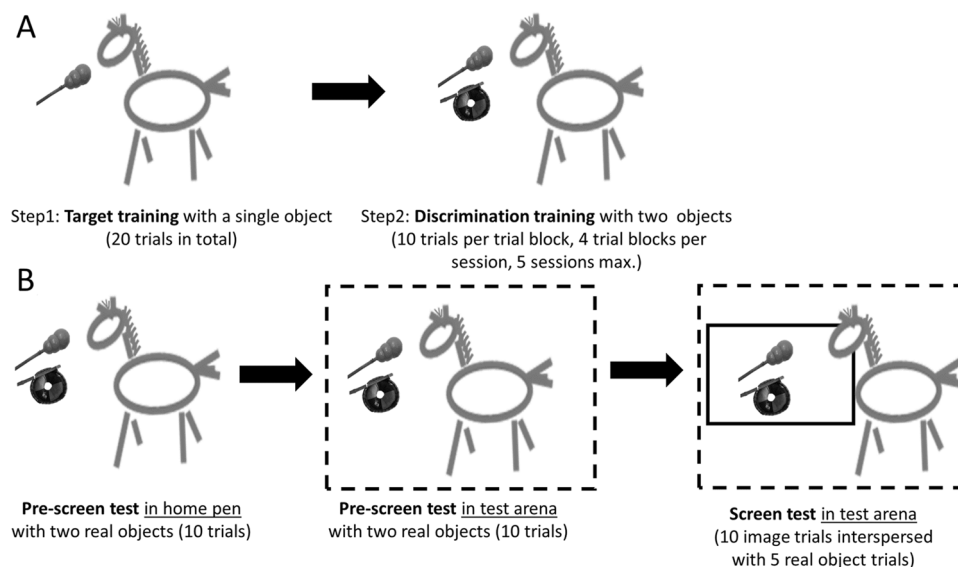 A
Step1: Target training with a single object
(20 trials in total)
Step2: Discrimination training with two  objects
(10 trials per trial block, 4 trial blocks per
session, 5 sessions max.)
B
Pre-screen test in home pen
with two real objects (10 trials)
Pre-screen test in test arena
with two real objects (10 trials)
Screen test in test arena
(10 image trials interspersed
with 5 real object trials)